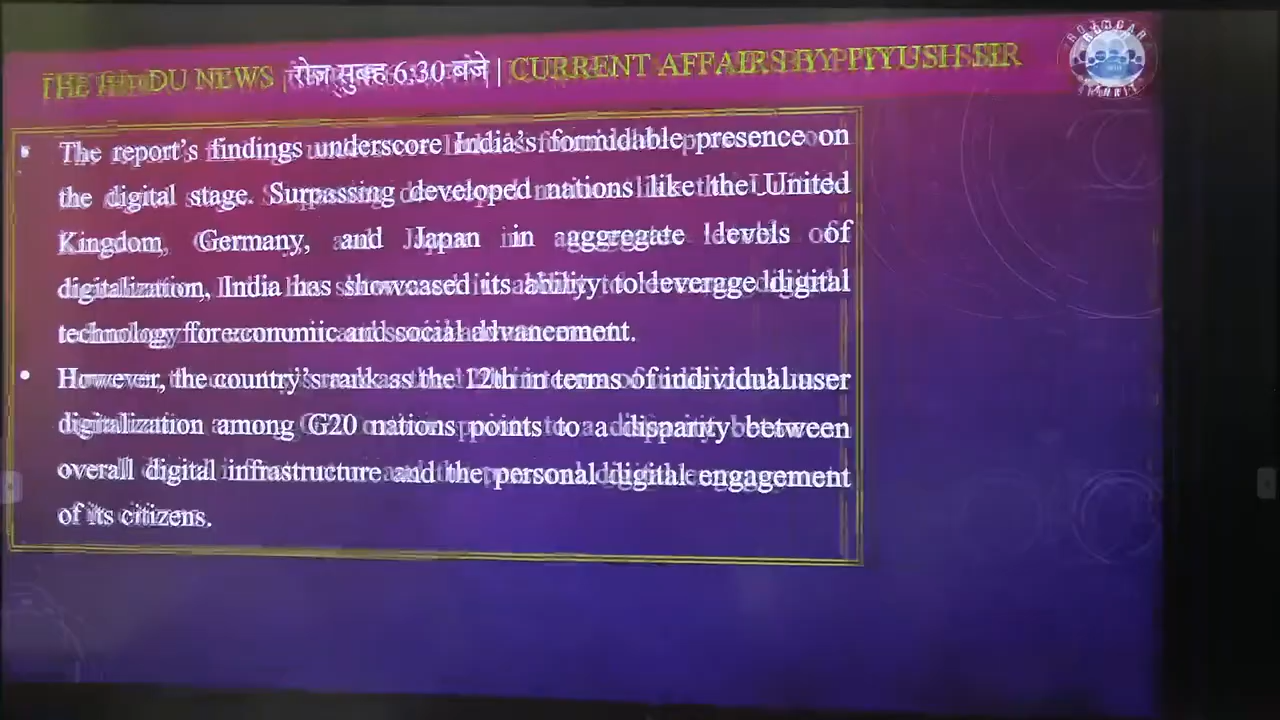 THE HINDU NEWS | रोज़ सुबह 6:30 बजे | CURRENT AFFAIRS BY PIYUSH SIR
• The report's findings underscore India's formidable presence on
the digital stage. Surpassing developed nations like the United
Kingdom, Germany, and Japan in aggregate levels of
digitalization, India has showcased its ability to leverage digital
technology for economic and social advancement.
• However, the country's rank as the 12th in terms of individual user
digitalization among G20 nations points to a disparity between
overall digital infrastructure and the personal digital engagement
of its citizens.